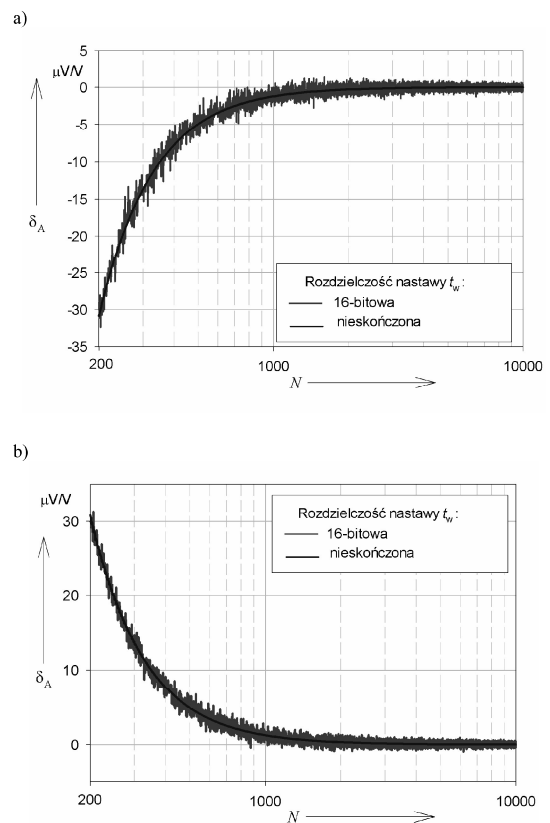 a)
5
μV/V
0
-5
-10
-15
-20
δA
-25
-30
-35
Rozdzielczość nastawy tw :
16-bitowa
nieskończona
200
1000
10000
N
b)
μV/V
30
20
10
δA
0
Rozdzielczość nastawy tw :
16-bitowa
nieskończona
200
1000
10000
N